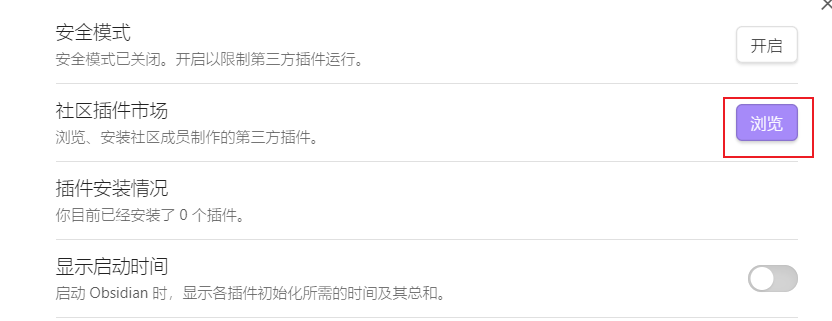 安全模式
安全模式已关闭。开启以限制第三方插件运行。
开启
社区插件市场
浏览、安装社区成员制作的第三方插件。
浏览
插件安装情况
你目前已经安装了 0 个插件。
显示启动时间
启动 Obsidian 时，显示各插件初始化所需的时间及其总和。